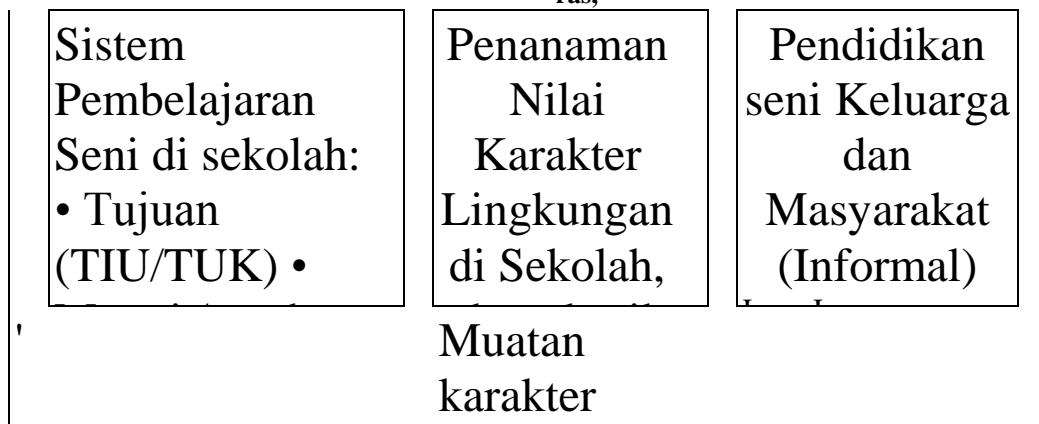 Sistem
Pembelajaran
Seni di sekolah:
• Tujuan
(TIU/TUK) •
Penanaman
Nilai
Karakter
Lingkungan
di Sekolah,
Pendidikan
seni Keluarga
dan
Masyarakat
(Informal)
'
Muatan
karakter